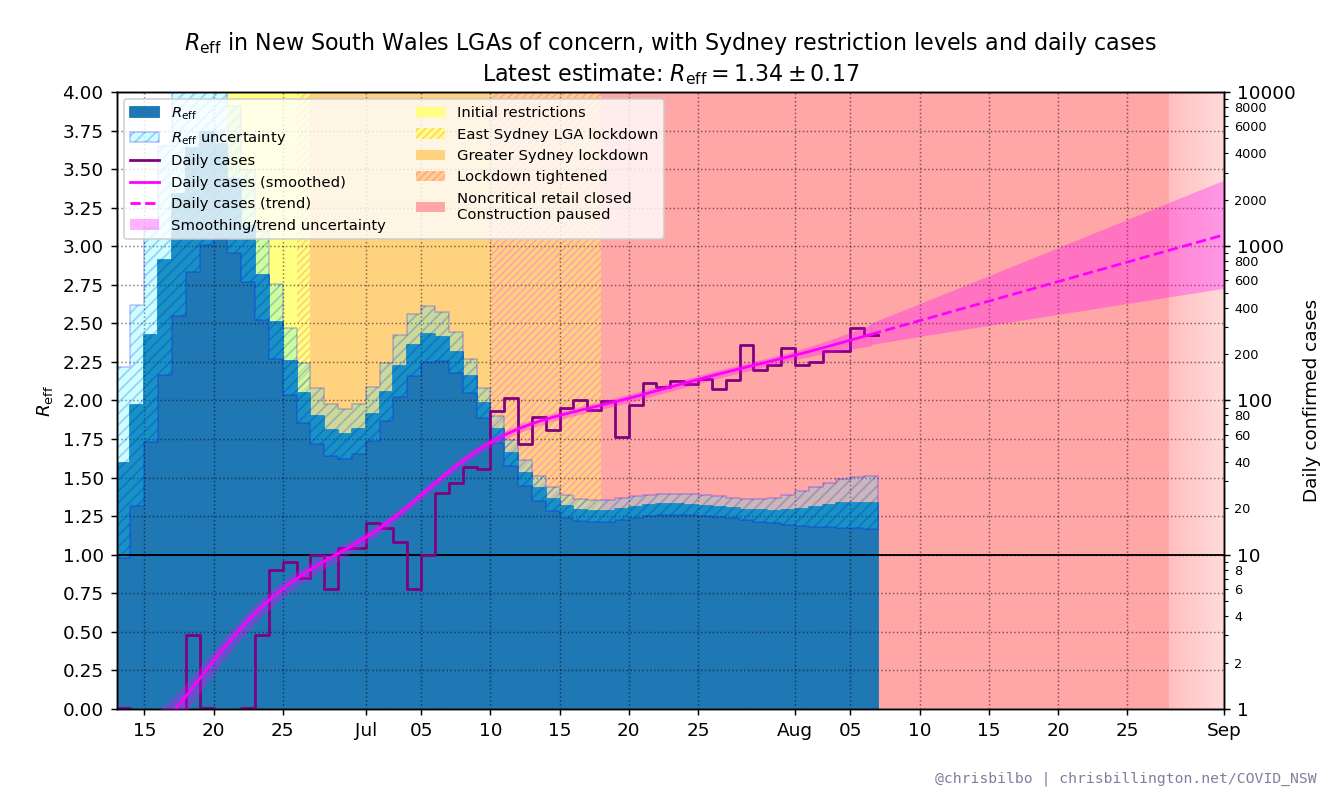 R_eff in New South Wales LGAs of concern, with Sydney restriction levels and daily cases
Latest estimate: R_eff = 1.34 ± 0.17
R_eff
R_eff uncertainty
Daily cases
Daily cases (smoothed)
Daily cases (trend)
Smoothing/trend uncertainty
Initial restrictions
East Sydney LGA lockdown
Greater Sydney lockdown
Lockdown tightened
Noncritical retail closed
Construction paused
4.00
3.75
3.50
3.25
3.00
2.75
2.50
2.25
2.00
1.75
1.50
1.25
1.00
0.75
0.50
0.25
0.00
R_eff
10000
8000
6000
4000
2000
1000
800
600
400
200
100
80
60
40
20
10
8
6
4
2
1
Daily confirmed cases
15 20 25 Jul 05 10 15 20 25 Aug 05 10 15 20 25 Sep
@chrisbilbo | chrisbillington.net/COVID_NSW